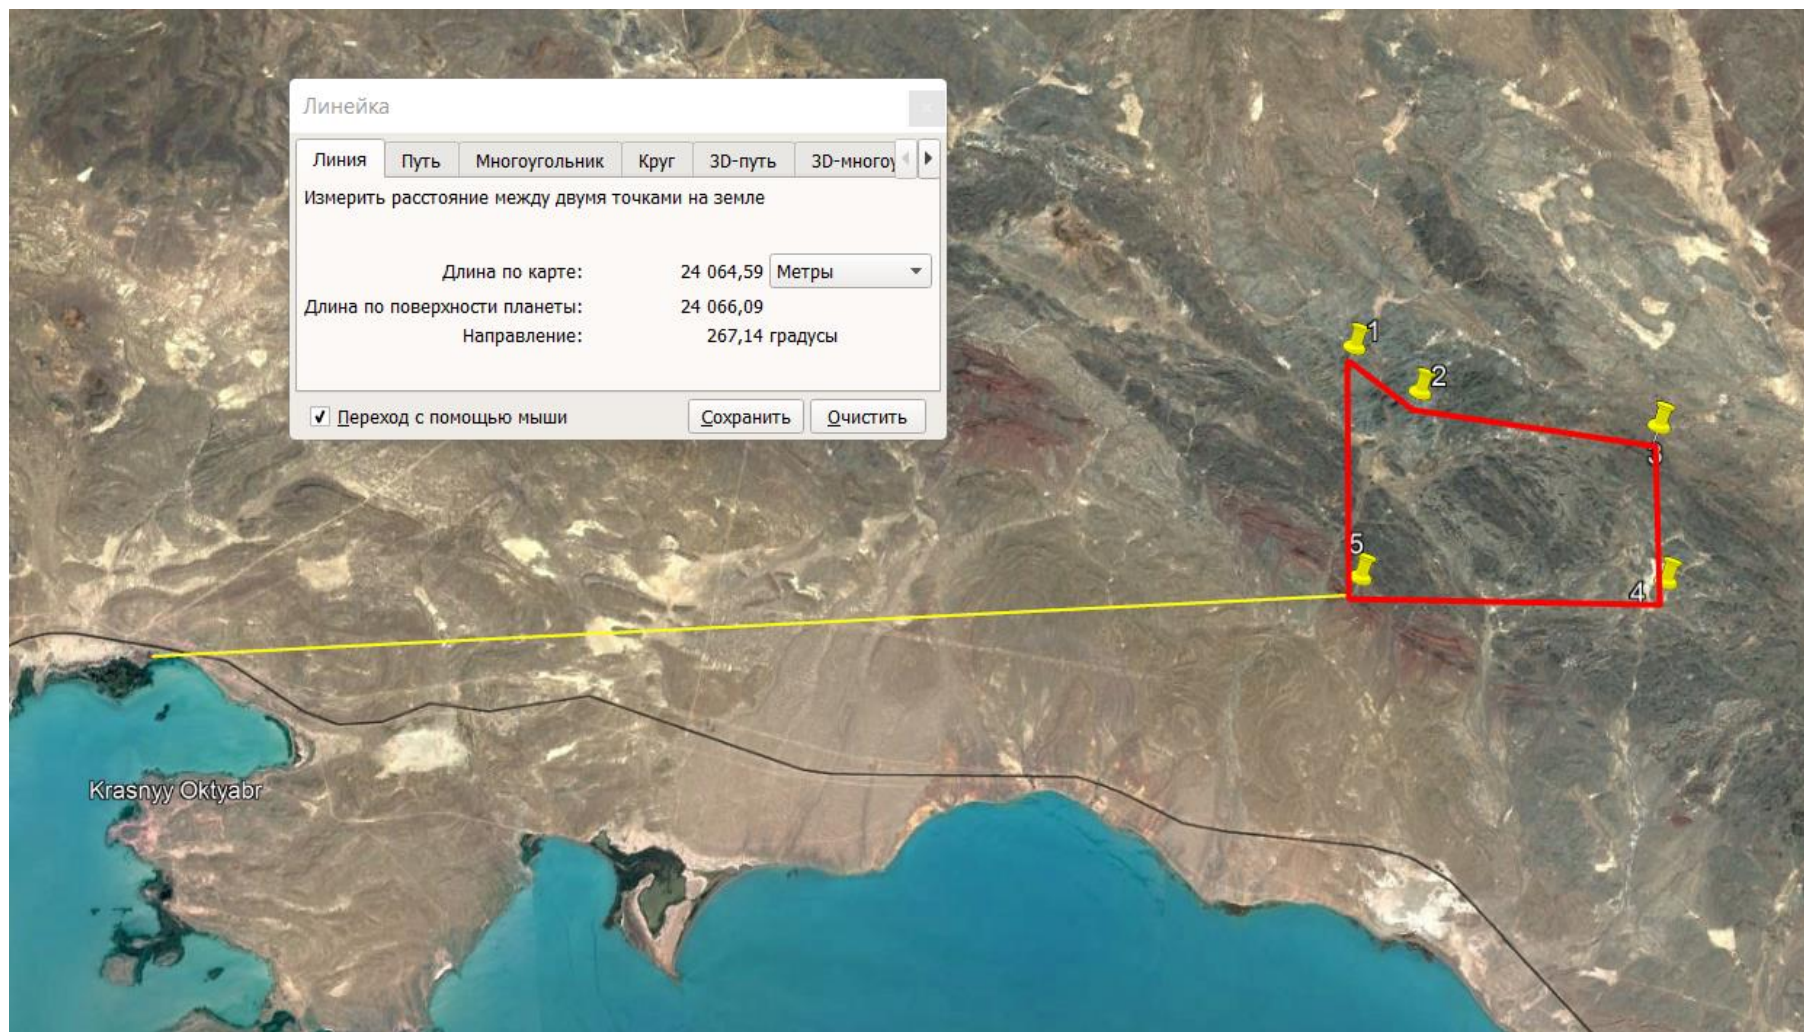 Линейка
Линия Путь Многоугольник Круг 3D-путь 3D-многоу
Измерить расстояние между двумя точками на земле
Длина по карте: 24 064,59 Метры
Длина по поверхности планеты: 24 066,09
Направление: 267,14 градусы
Переход с помощью мыши Сохранить Очистить
1
2
3
5
4
Krasnyy Oktyabr